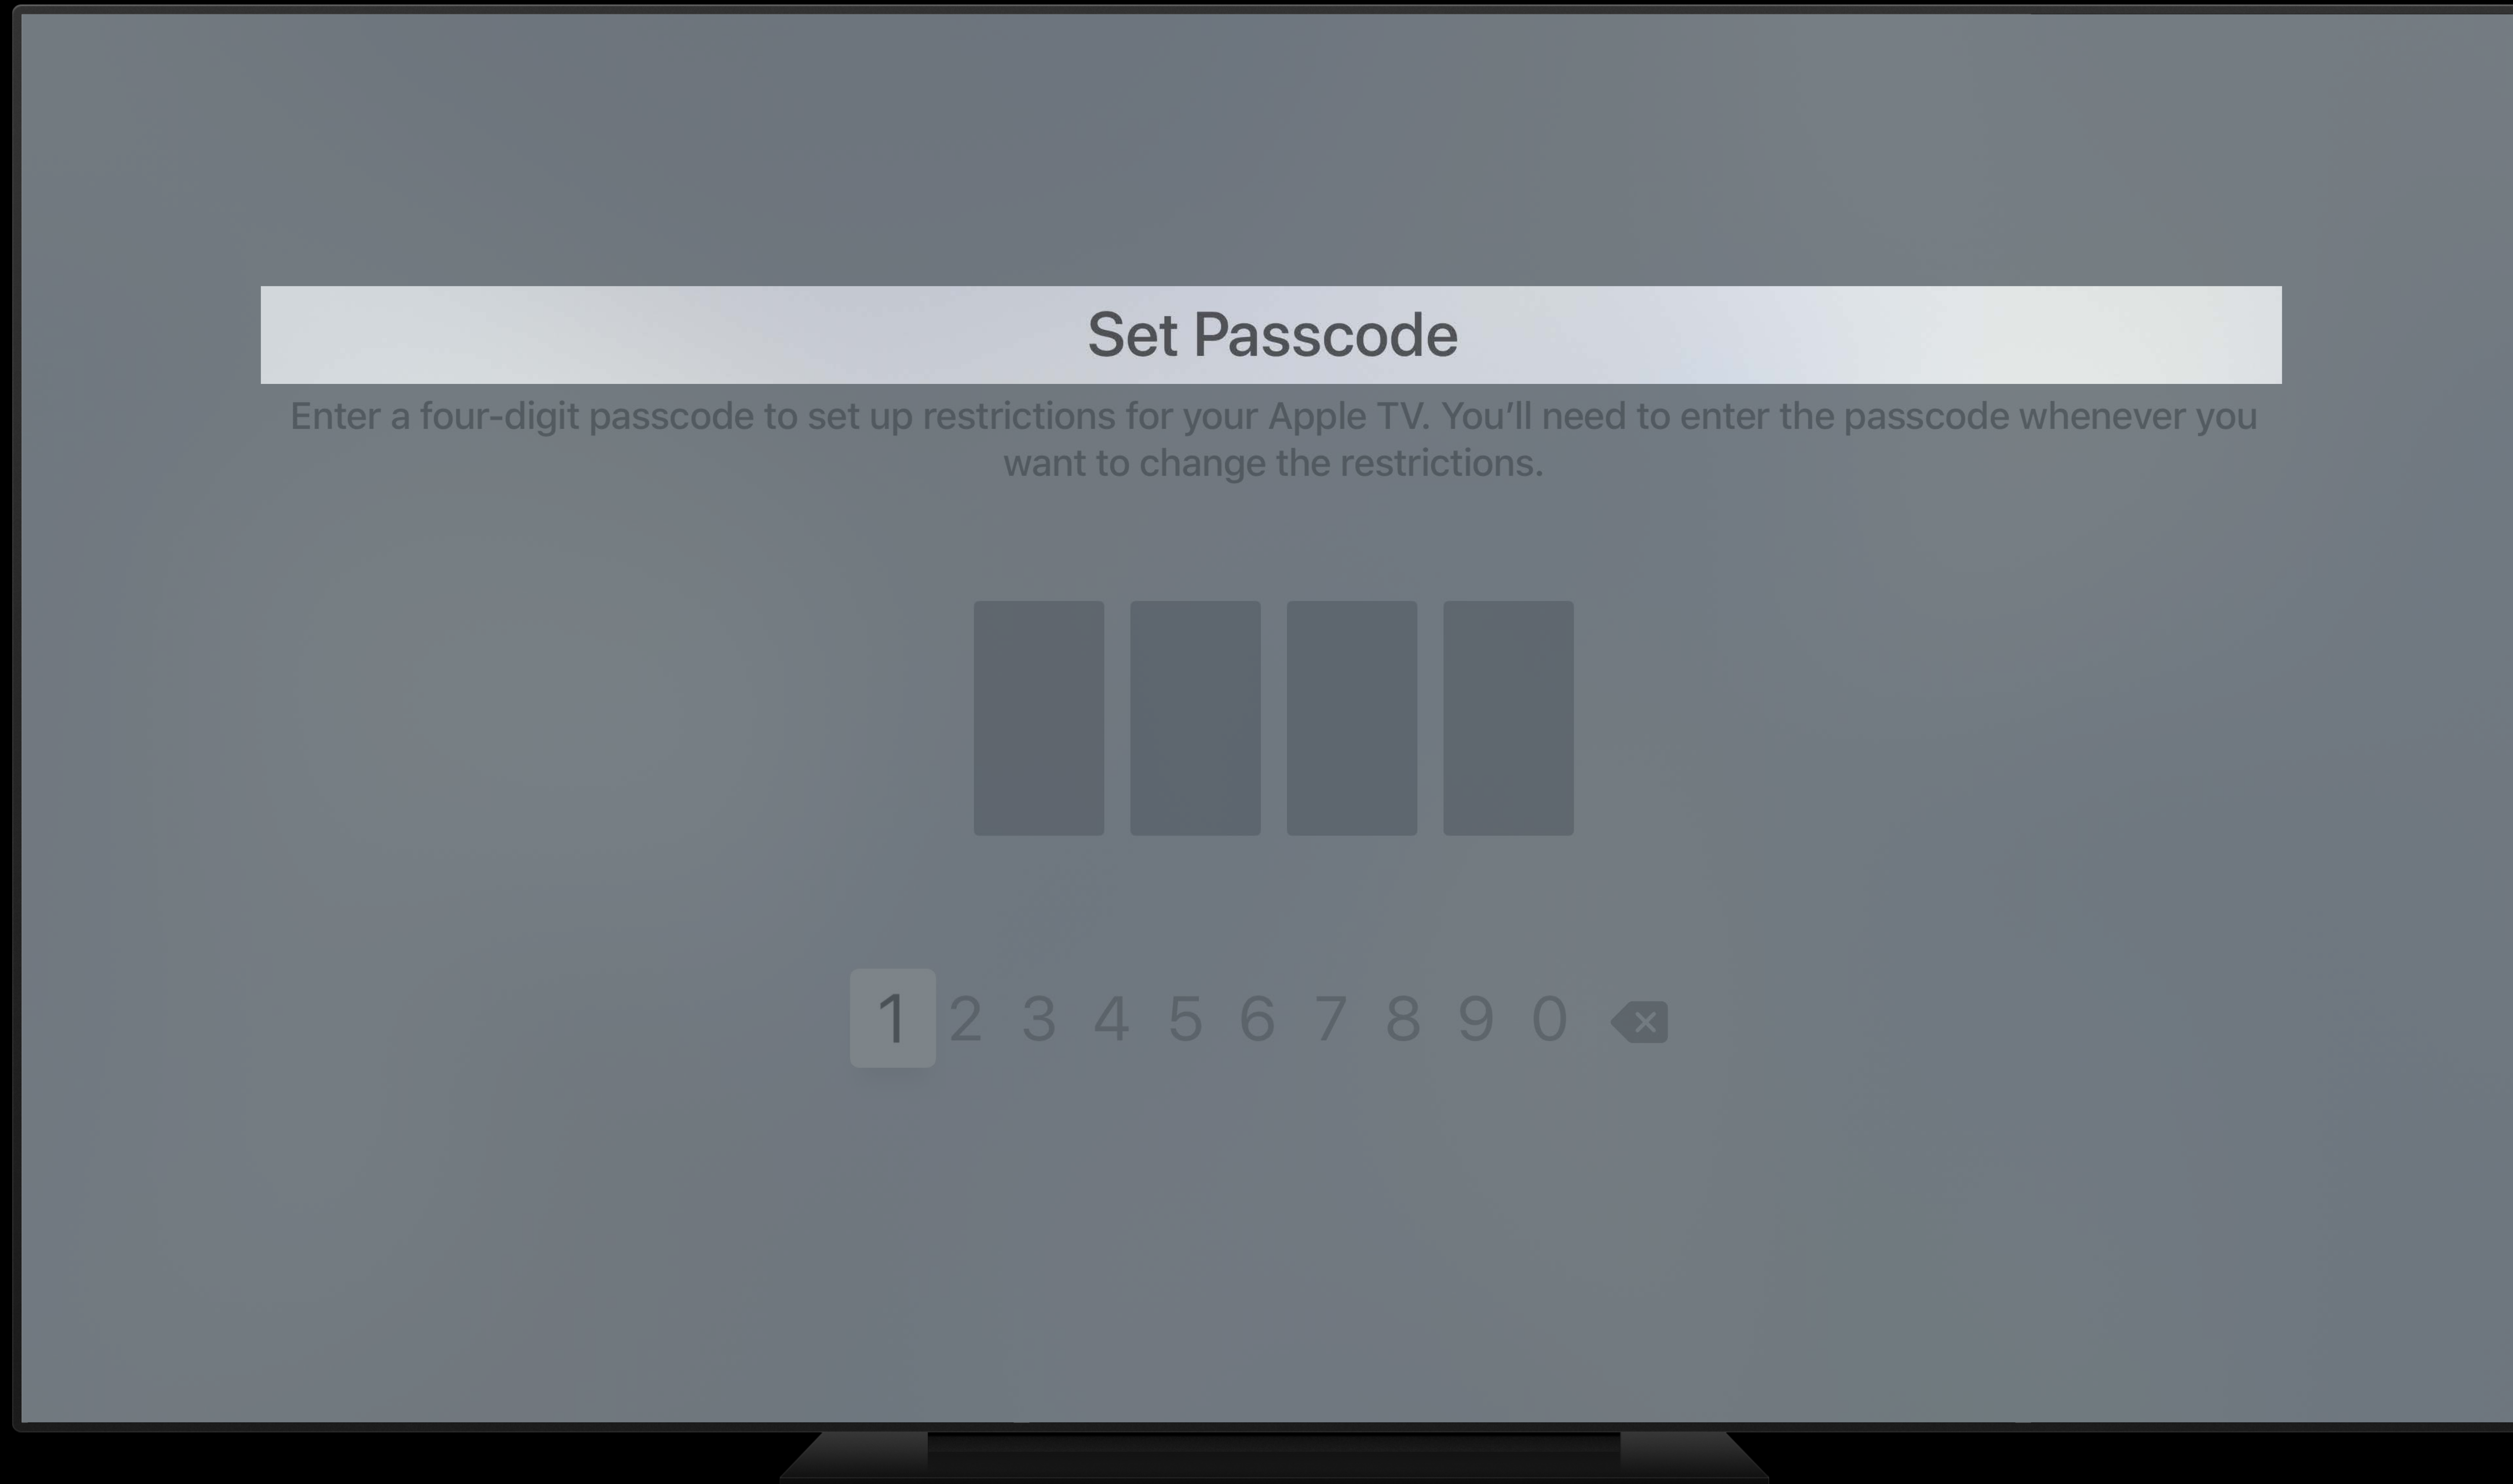 Set Passcode
Enter a four-digit passcode to set up restrictions for your Apple TV. You’ll need to enter the passcode whenever you
want to change the restrictions.
1 2 3 4 5 6 7 8 9 0